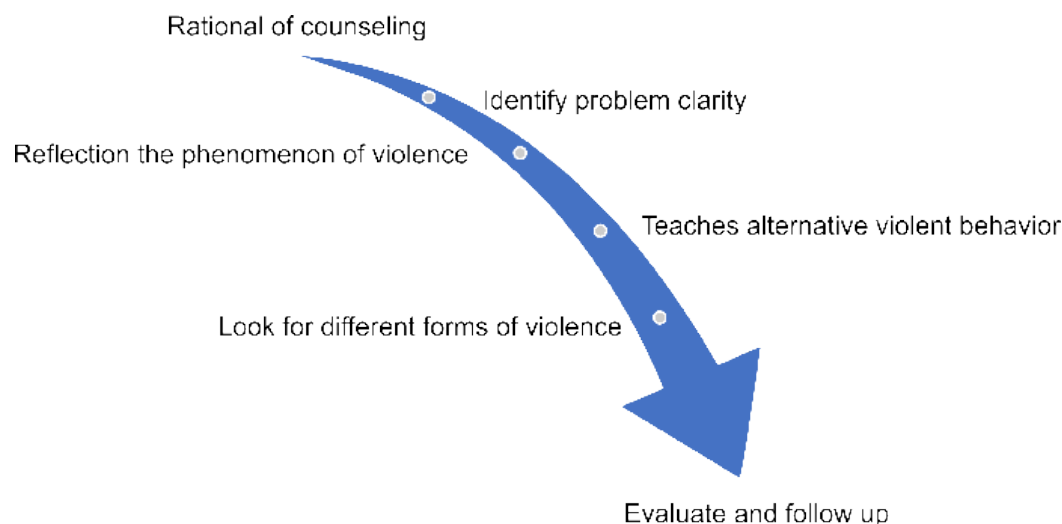 Rational of counseling
Identify problem clarity
Reflection the phenomenon of violence
Teaches alternative violent behavior
Look for different forms of violence
Evaluate and follow up